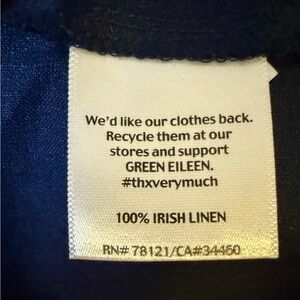 We'd like our clothes back.
Recycle them at our
stores and support
GREEN EILEEN.
#thxverymuch
100% IRISH LINEN
RN# 78121/CA#34460